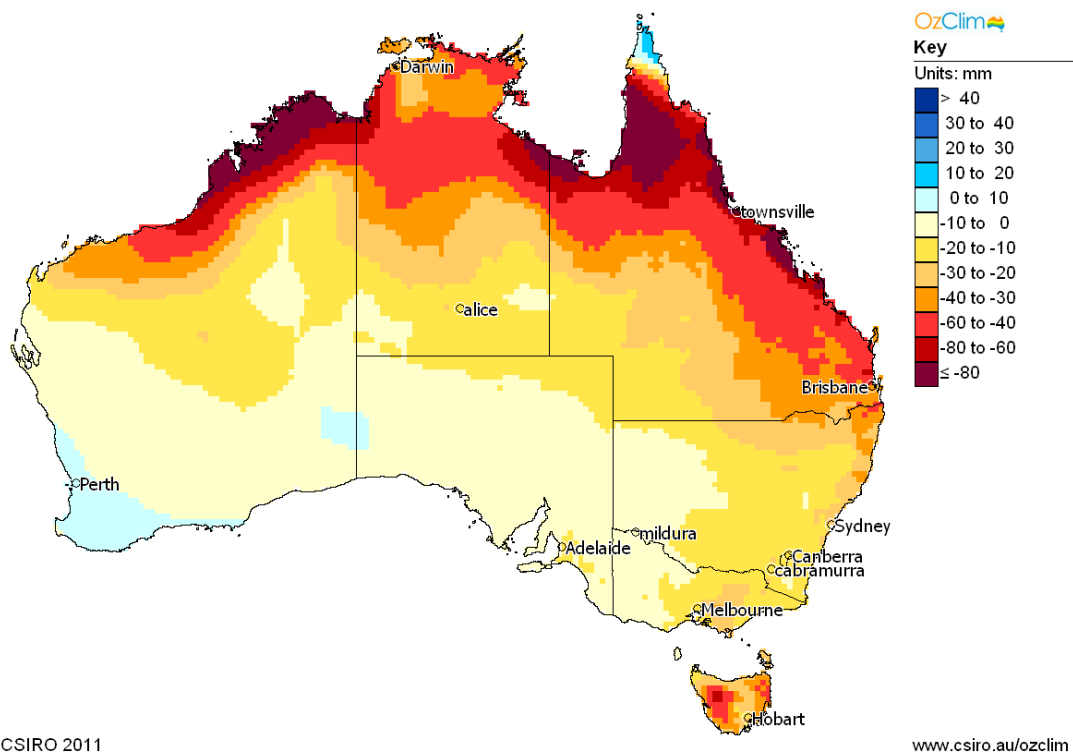 OzClim
Key
Units: mm
> 40
30 to 40
20 to 30
10 to 20
0 to 10
-10 to 0
-20 to -10
-30 to -20
-40 to -30
-60 to -40
-80 to -60
≤ -80
Darwin
townsville
alice
Brisbane
Perth
Sydney
mildura
Adelaide
Canberra
cabramurra
Melbourne
Hobart
CSIRO 2011
www.csiro.au/ozclim